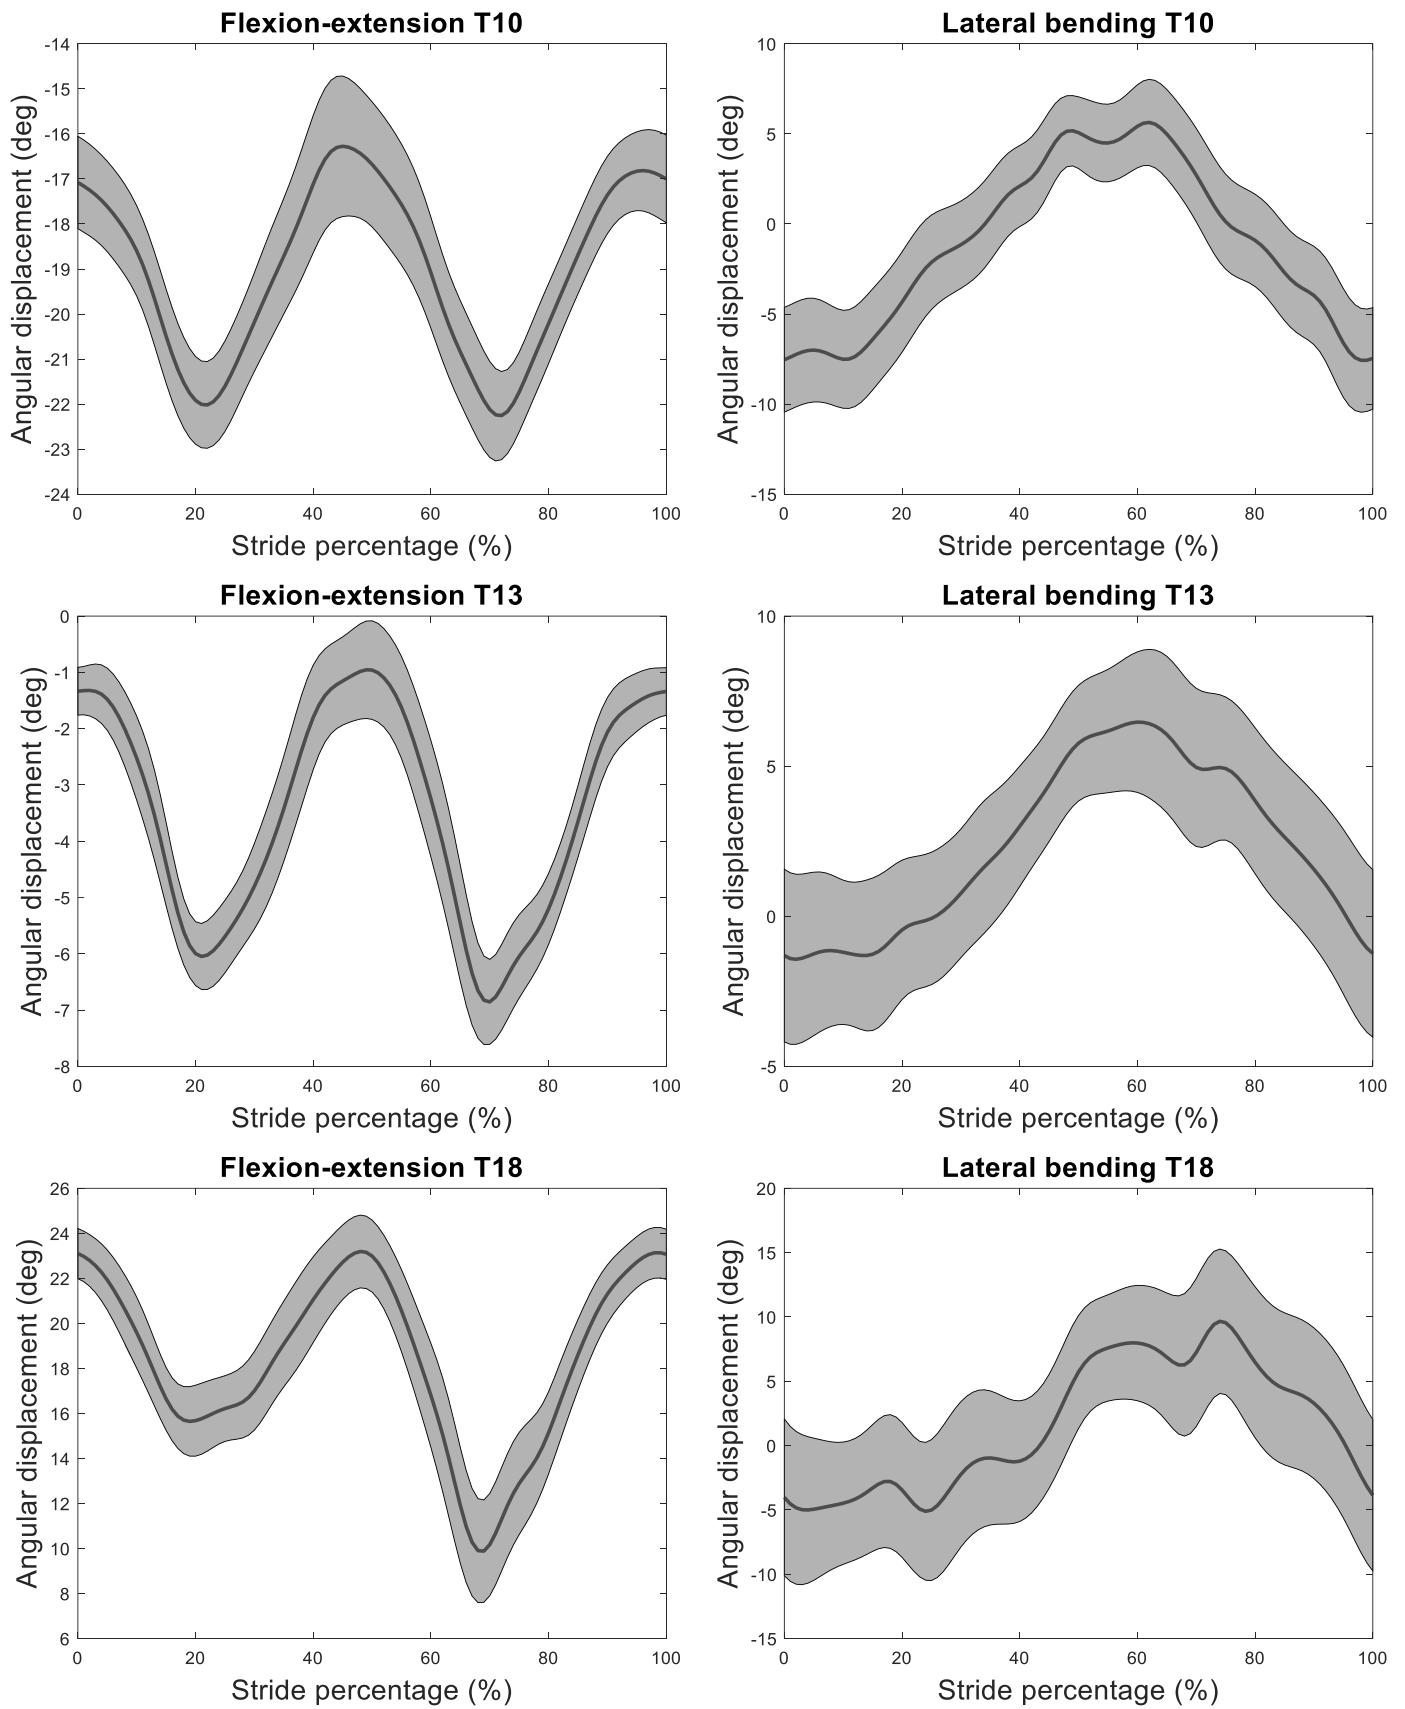 Flexion-extension T10
Angular displacement (deg)
-14
-15
-16
-17
-18
-19
-20
-21
-22
-23
-24
0 20 40 60 80 100
Stride percentage (%)
Lateral bending T10
Angular displacement (deg)
10
5
0
-5
-10
-15
0 20 40 60 80 100
Stride percentage (%)
Flexion-extension T13
Angular displacement (deg)
0
-1
-2
-3
-4
-5
-6
-7
-8
0 20 40 60 80 100
Stride percentage (%)
Lateral bending T13
Angular displacement (deg)
10
5
0
-5
0 20 40 60 80 100
Stride percentage (%)
Flexion-extension T18
Angular displacement (deg)
26
24
22
20
18
16
14
12
10
8
6
0 20 40 60 80 100
Stride percentage (%)
Lateral bending T18
Angular displacement (deg)
20
15
10
5
0
-5
-10
-15
0 20 40 60 80 100
Stride percentage (%)